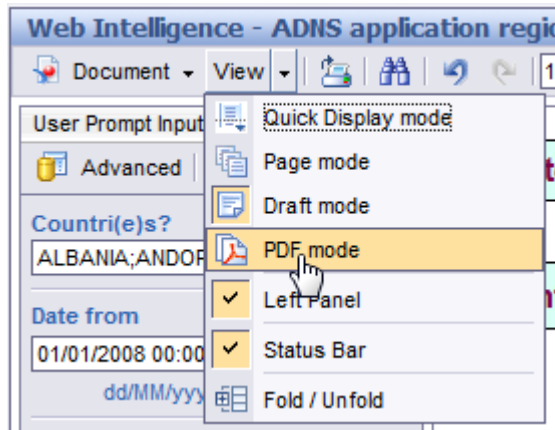 Web Intelligence - ADNS application regi
Document View 1
User Prompt Input
Quick Display mode
Advanced
Page mode
Draft mode
Countri(e)s?
ALBANIA;ANDOR
PDF mode
Left Panel
Date from
01/01/2008 00:00
Status Bar
dd/MM/yyy
Fold / Unfold